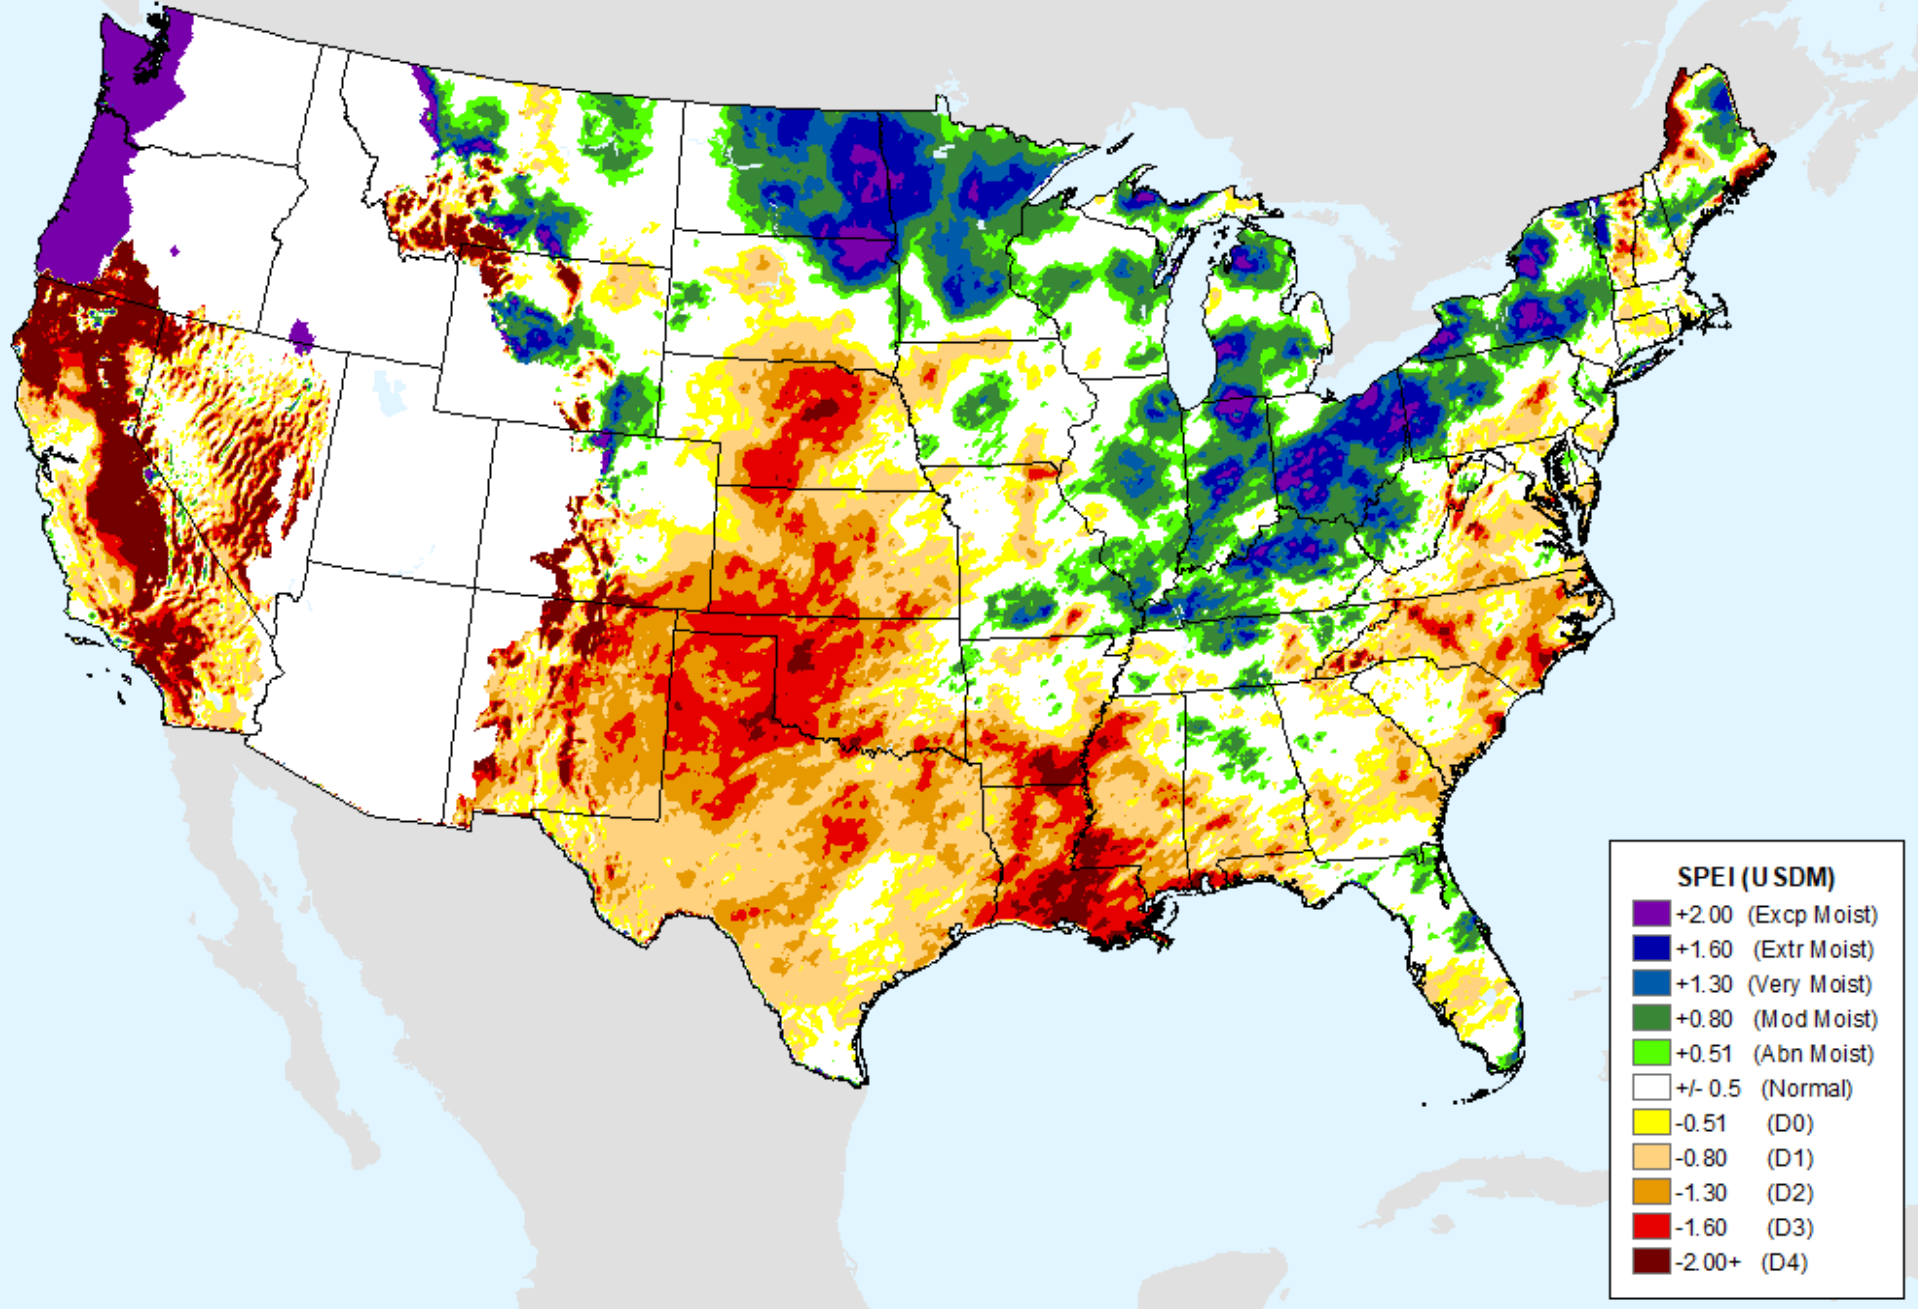 SPEI (USDM)
+2.00 (Excp Moist)
+1.60 (Extr Moist)
+1.30 (Very Moist)
+0.80 (Mod Moist)
+0.51 (Abn Moist)
+/- 0.5 (Normal)
-0.51 (D0)
-0.80 (D1)
-1.30 (D2)
-1.60 (D3)
-2.00+ (D4)